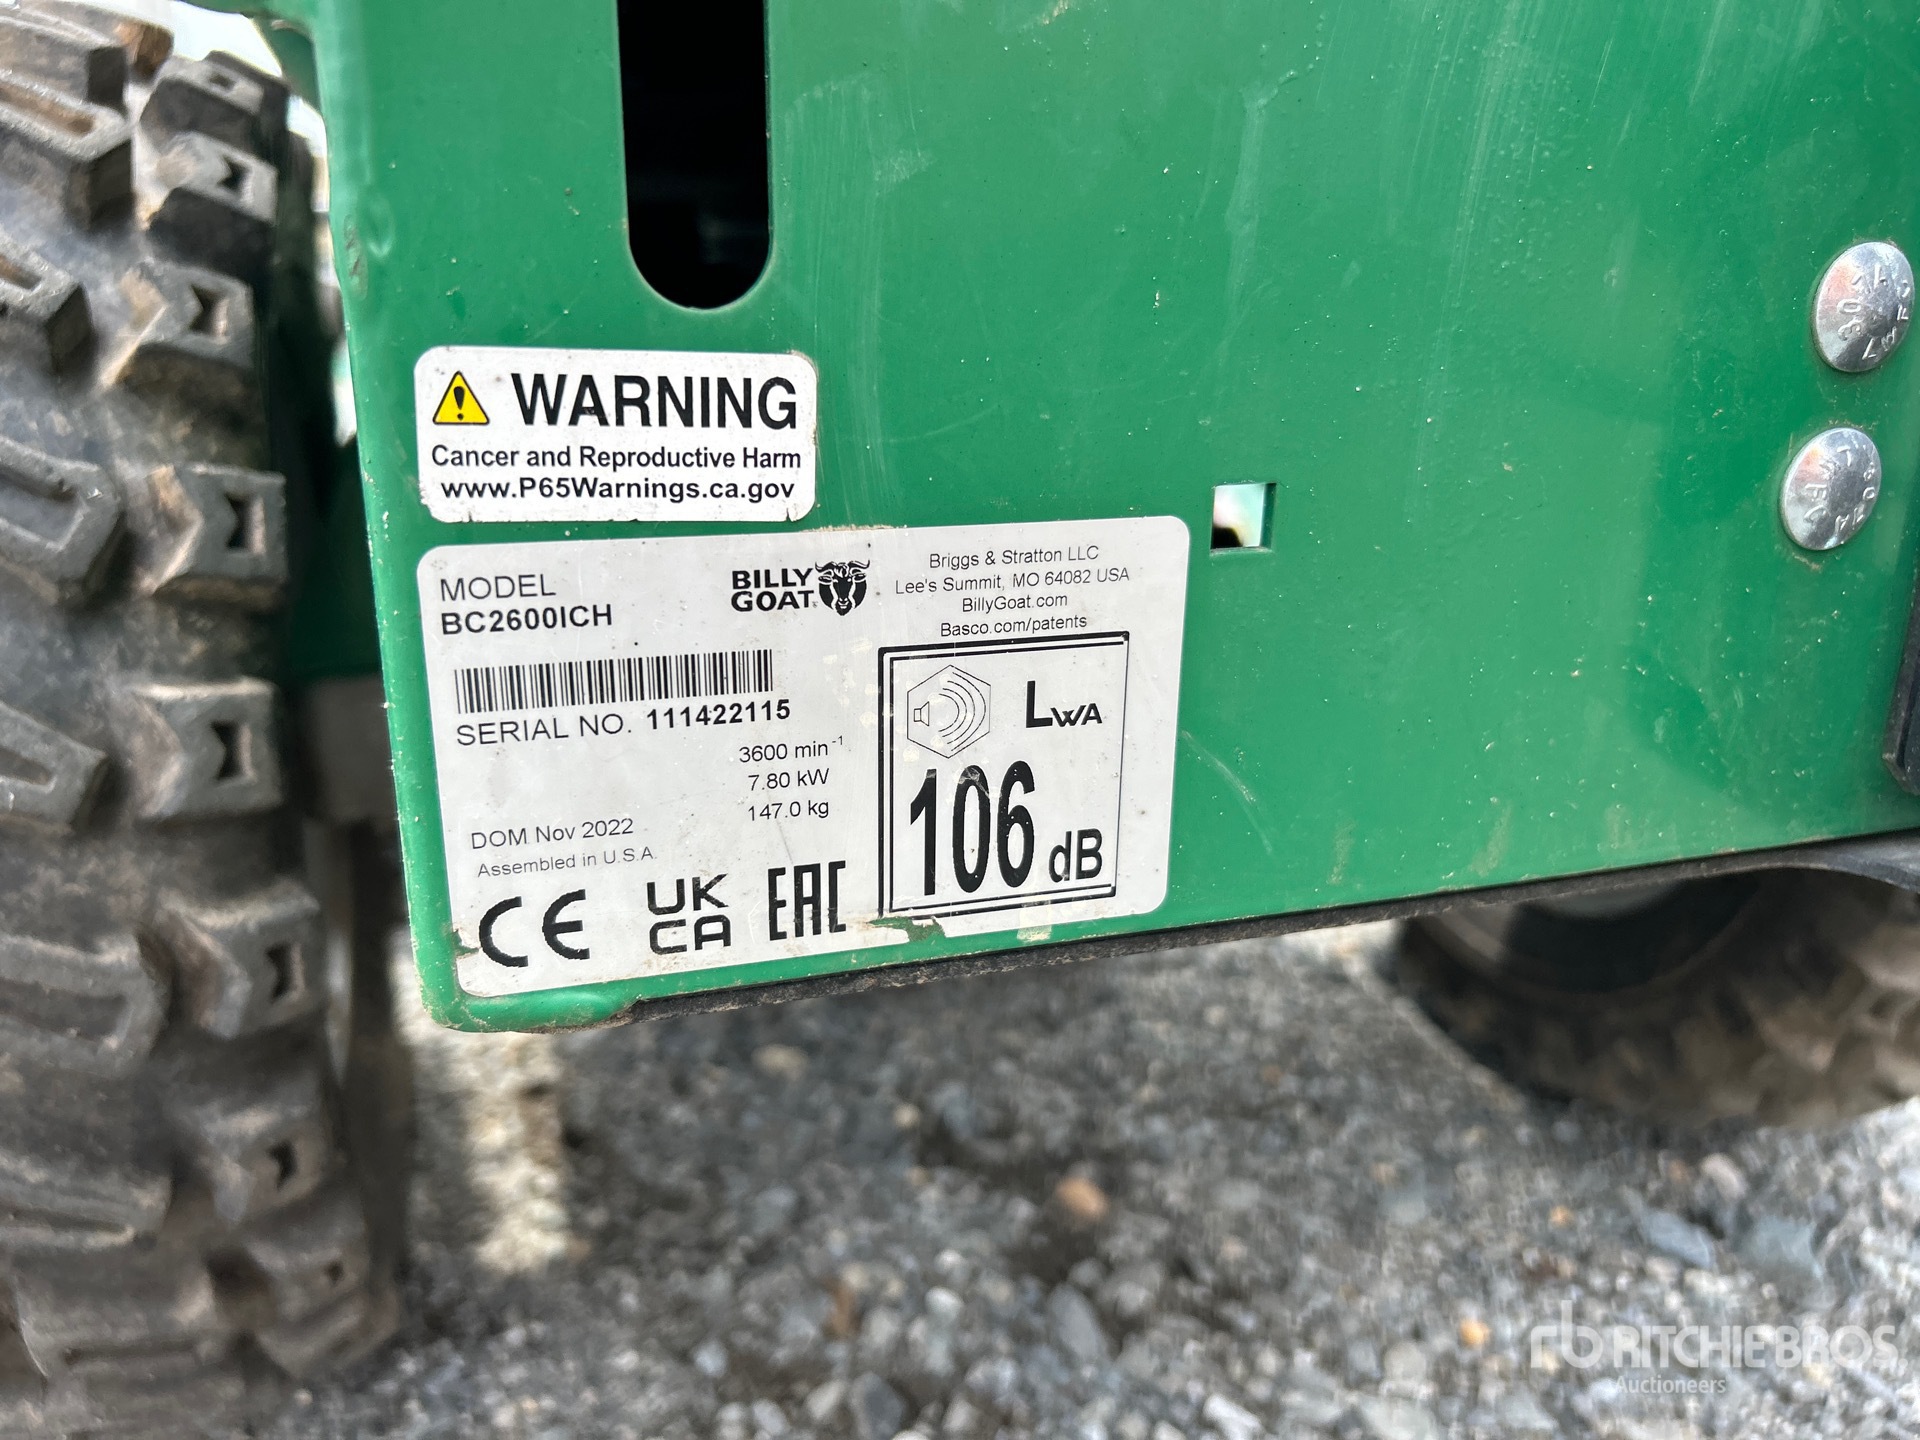 WARNING
Cancer and Reproductive Harm
www.P65Warnings.ca.gov
MODEL
BC2600ICH
BILLY
GOAT
Briggs & Stratton LLC
Lee's Summit, MO 64082 USA
BillyGoat.com
Basco.com/patents
SERIAL NO. 111422115
3600 min-1
7.80 kW
147.0 kg
DOM Nov 2022
Assembled in U.S.A.
CE UK CA EAC
LWA
106 dB
rb RITCHIE BROS
Auctioneers